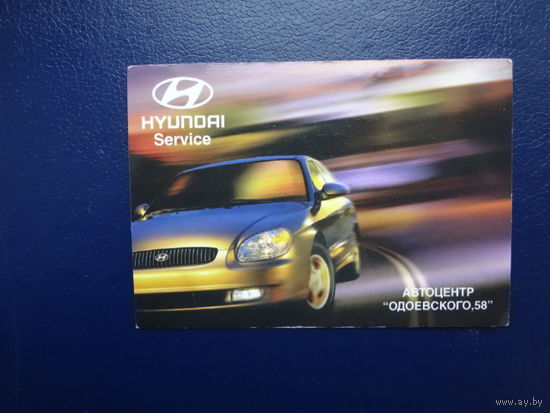 HYUNDAI
Service
АВТОЦЕНТР
"ОДОЕВСКОГО,58"
www.ay.by